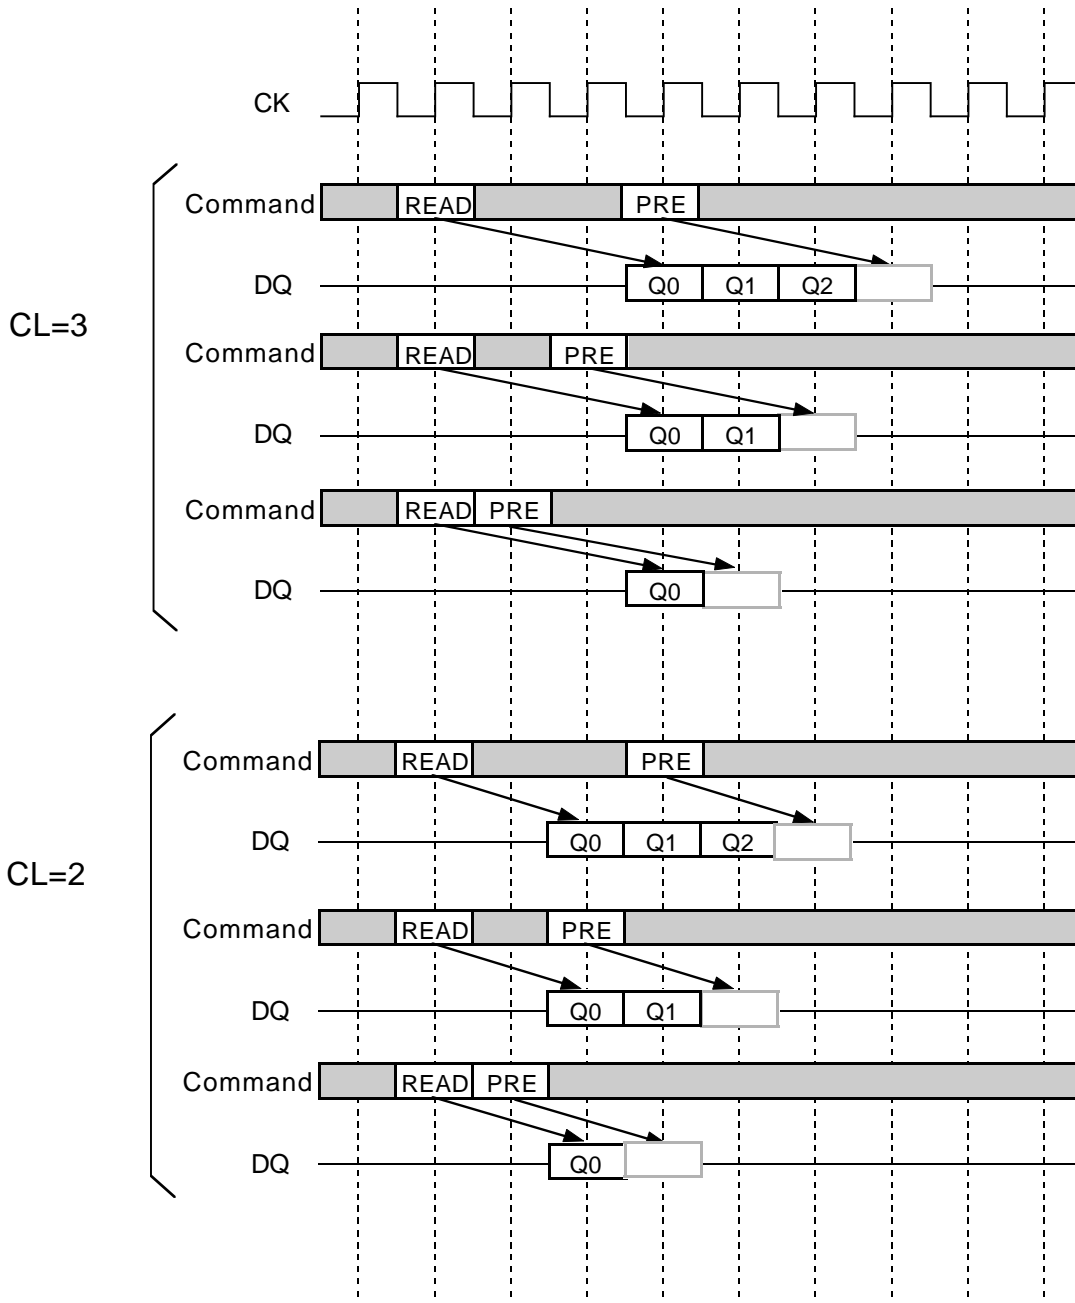 CK
Command READ PRE
DQ Q0 Q1 Q2
CL=3
Command READ PRE
DQ Q0 Q1
Command READ PRE
DQ Q0
Command READ PRE
DQ Q0 Q1 Q2
CL=2
Command READ PRE
DQ Q0 Q1
Command READ PRE
DQ Q0